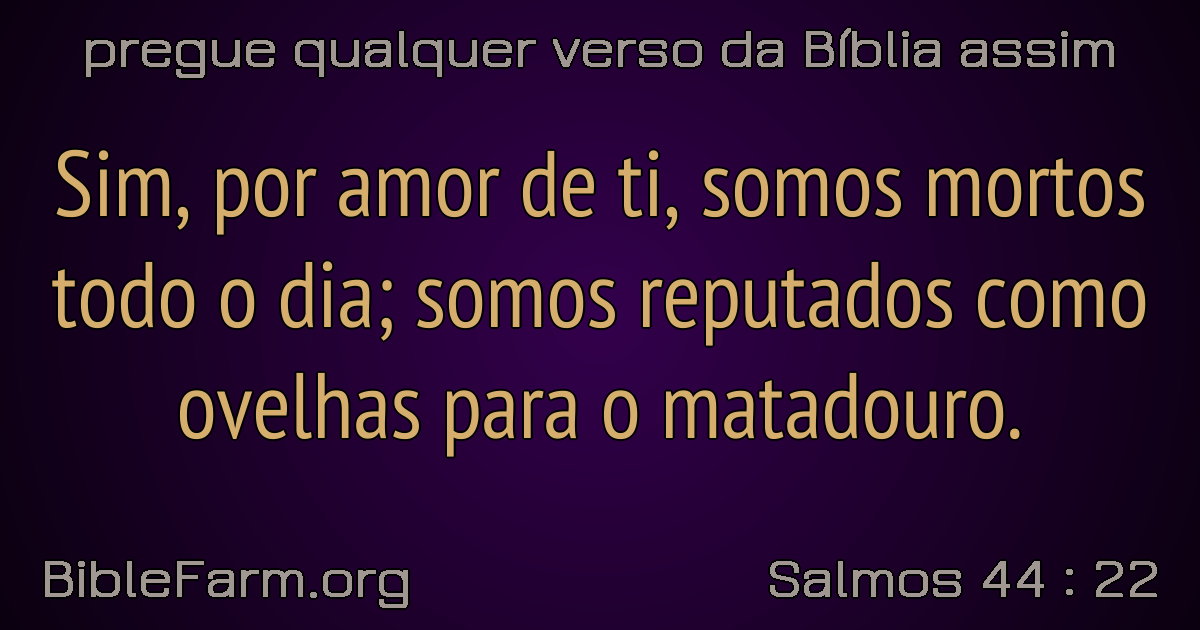 pregue qualquer verso da Bíblia assim
Sim, por amor de ti, somos mortos
todo o dia; somos reputados como
ovelhas para o matadouro.
BibleFarm.org
Salmos 44 : 22